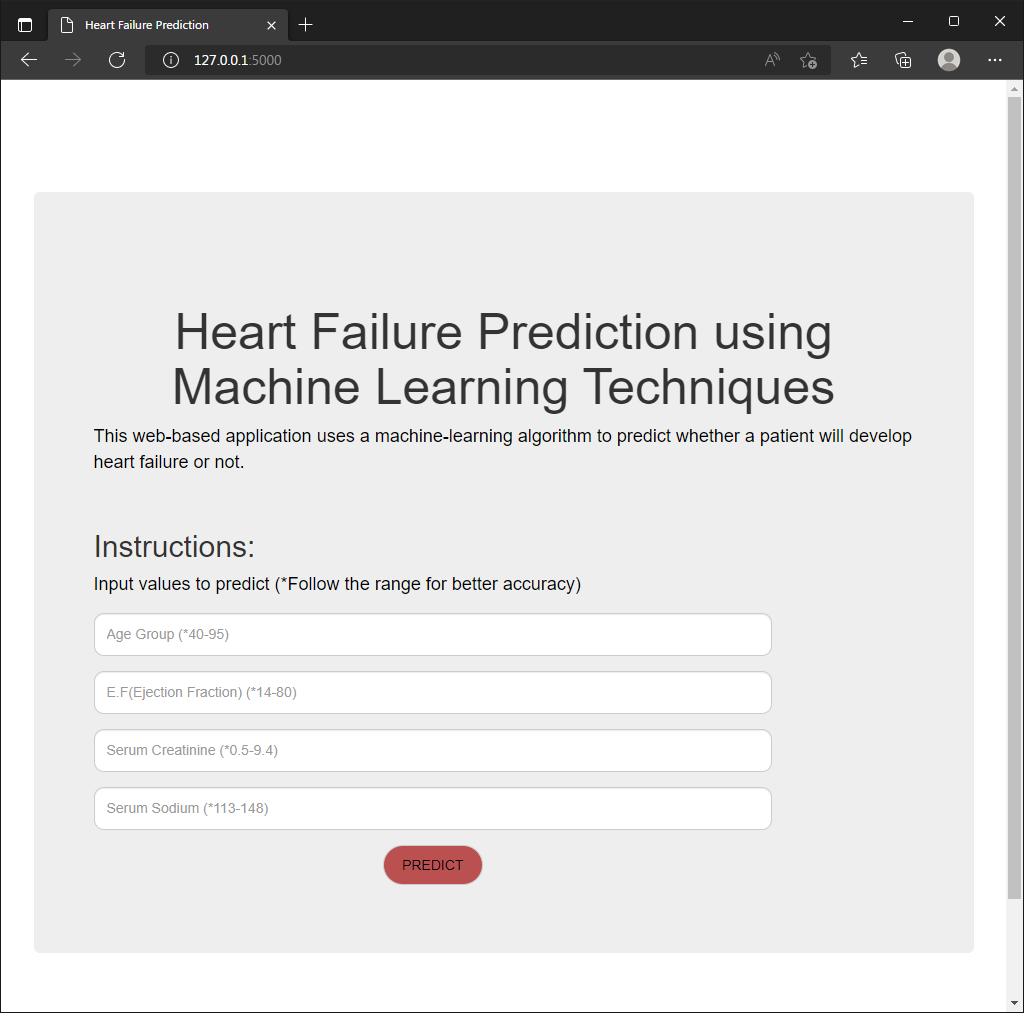 Heart Failure Prediction
127.0.0.1:5000
Heart Failure Prediction using
Machine Learning Techniques
This web-based application uses a machine-learning algorithm to predict whether a patient will develop
heart failure or not.
Instructions:
Input values to predict (*Follow the range for better accuracy)
Age Group (*40-95)
E.F(Ejection Fraction) (*14-80)
Serum Creatinine (*0.5-9.4)
Serum Sodium (*113-148)
PREDICT